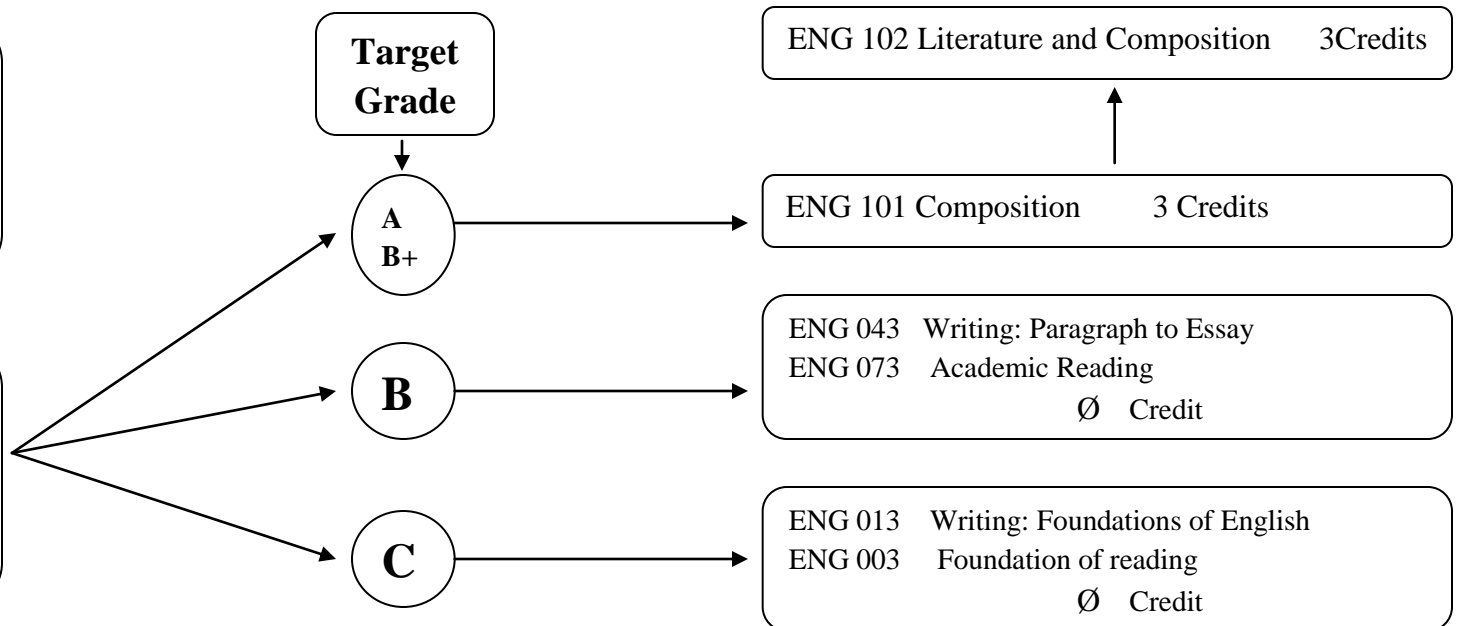 Target
Grade
ENG 102 Literature and Composition 3Credits
A
B+
ENG 101 Composition 3 Credits
B
ENG 043 Writing: Paragraph to Essay
ENG 073 Academic Reading
Ø Credit
C
ENG 013 Writing: Foundations of English
ENG 003 Foundation of reading
Ø Credit